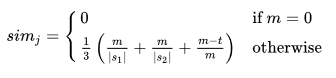 sim_j = { 0 if m = 0
1/3 ( m/|s_1| + m/|s_2| + (m−t)/m ) otherwise